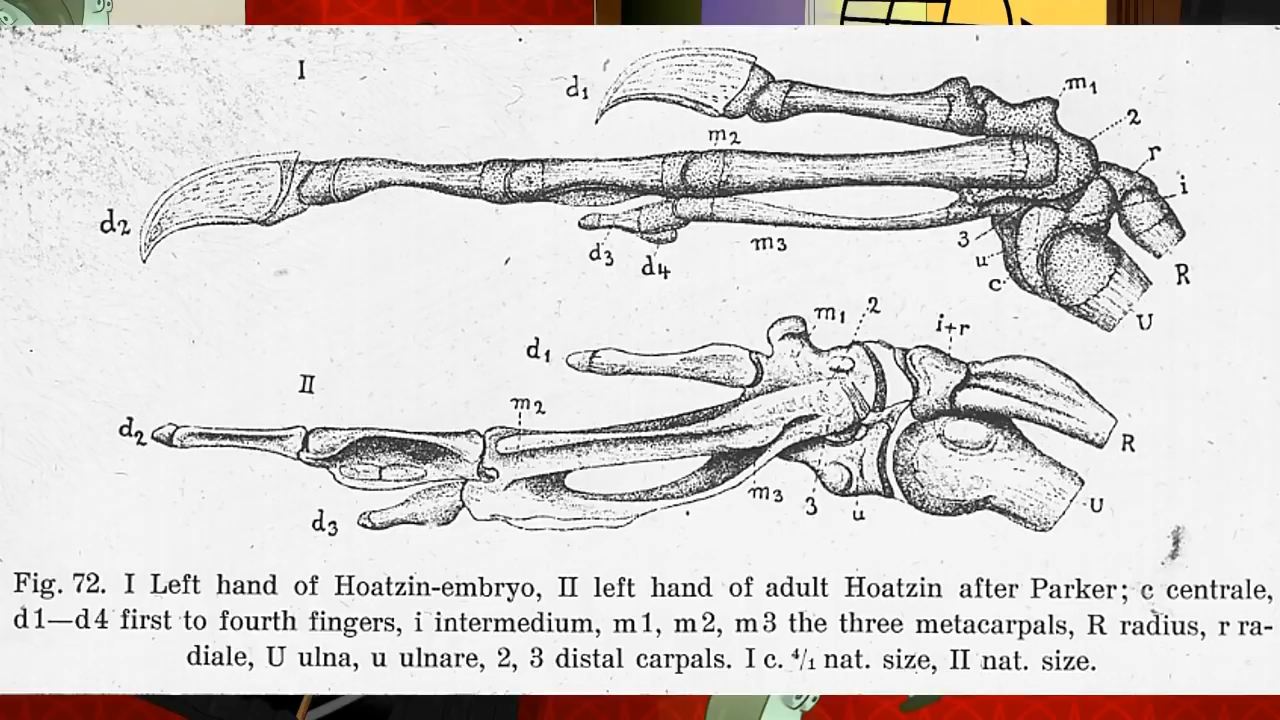 I
d1
m1
2
m2
r
i
d2
d3
d4
m3
3
u
c
R
U
m1
2
i+r
d1
II
m2
d2
R
m3
3
u
U
d3
Fig. 72. I Left hand of Hoatzin-embryo, II left hand of adult Hoatzin after Parker; c centrale,
d1—d4 first to fourth fingers, i intermedium, m1, m2, m3 the three metacarpals, R radius, r ra-
diale, U ulna, u ulnare, 2, 3 distal carpals. I c. 4/1 nat. size, II nat. size.